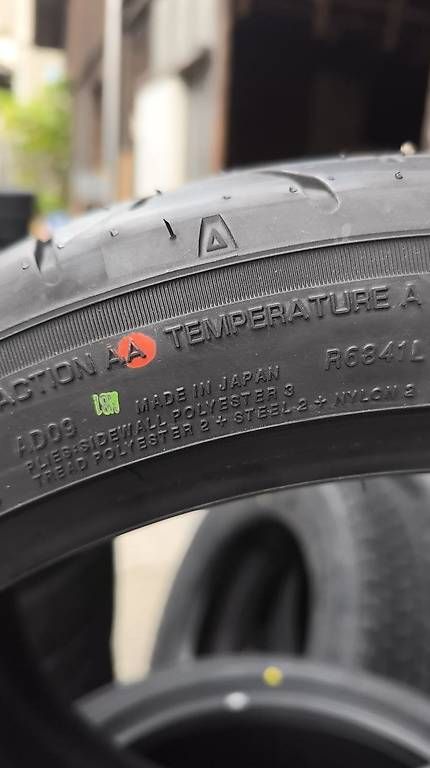 ACTION AA TEMPERATURE A
R6841L
AD09
MADE IN JAPAN
PLIES:SIDEWALL POLYESTER 3
TREAD POLYESTER 2 + STEEL 2 + NYLON 2